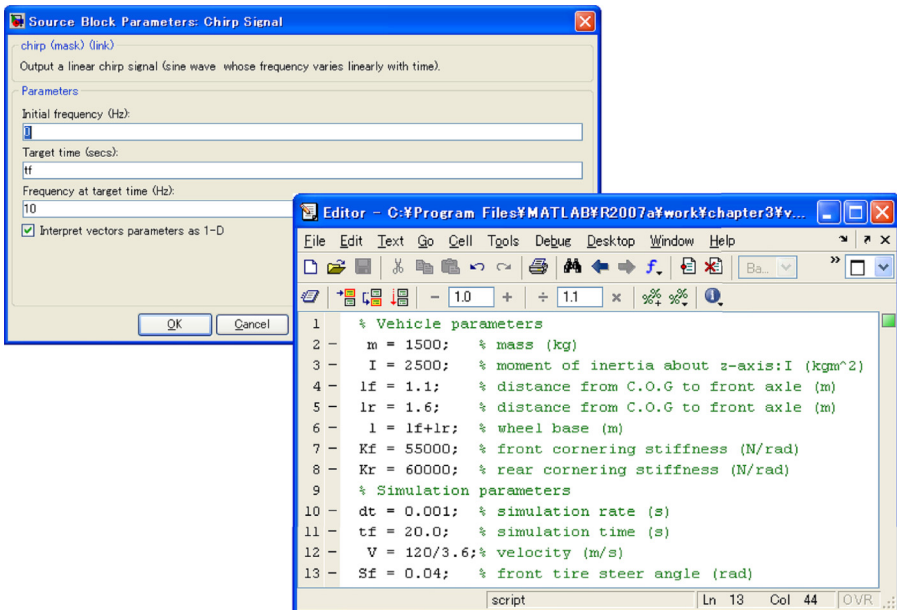 Source Block Parameters: Chirp Signal
chirp (mask) (link)
Output a linear chirp signal (sine wave whose frequency varies linearly with time).
Parameters
Initial frequency (Hz):
0
Target time (secs):
tf
Frequency at target time (Hz):
10
Interpret vectors parameters as 1-D
OK Cancel
Editor - C:¥Program Files¥MATLAB¥R2007a¥work¥chapter3¥v...
File Edit Text Go Cell Tools Debug Desktop Window Help
Ba...
- 1.0 + ÷ 1.1 ×
1 % Vehicle parameters
2 - m = 1500; % mass (kg)
3 - I = 2500; % moment of inertia about z-axis:I (kgm^2)
4 - lf = 1.1; % distance from C.O.G to front axle (m)
5 - lr = 1.6; % distance from C.O.G to front axle (m)
6 - l = lf+lr; % wheel base (m)
7 - Kf = 55000; % front cornering stiffness (N/rad)
8 - Kr = 60000; % rear cornering stiffness (N/rad)
9 % Simulation parameters
10 - dt = 0.001; % simulation rate (s)
11 - tf = 20.0; % simulation time (s)
12 - V = 120/3.6;% velocity (m/s)
13 - Sf = 0.04; % front tire steer angle (rad)
script Ln 13 Col 44 OVR